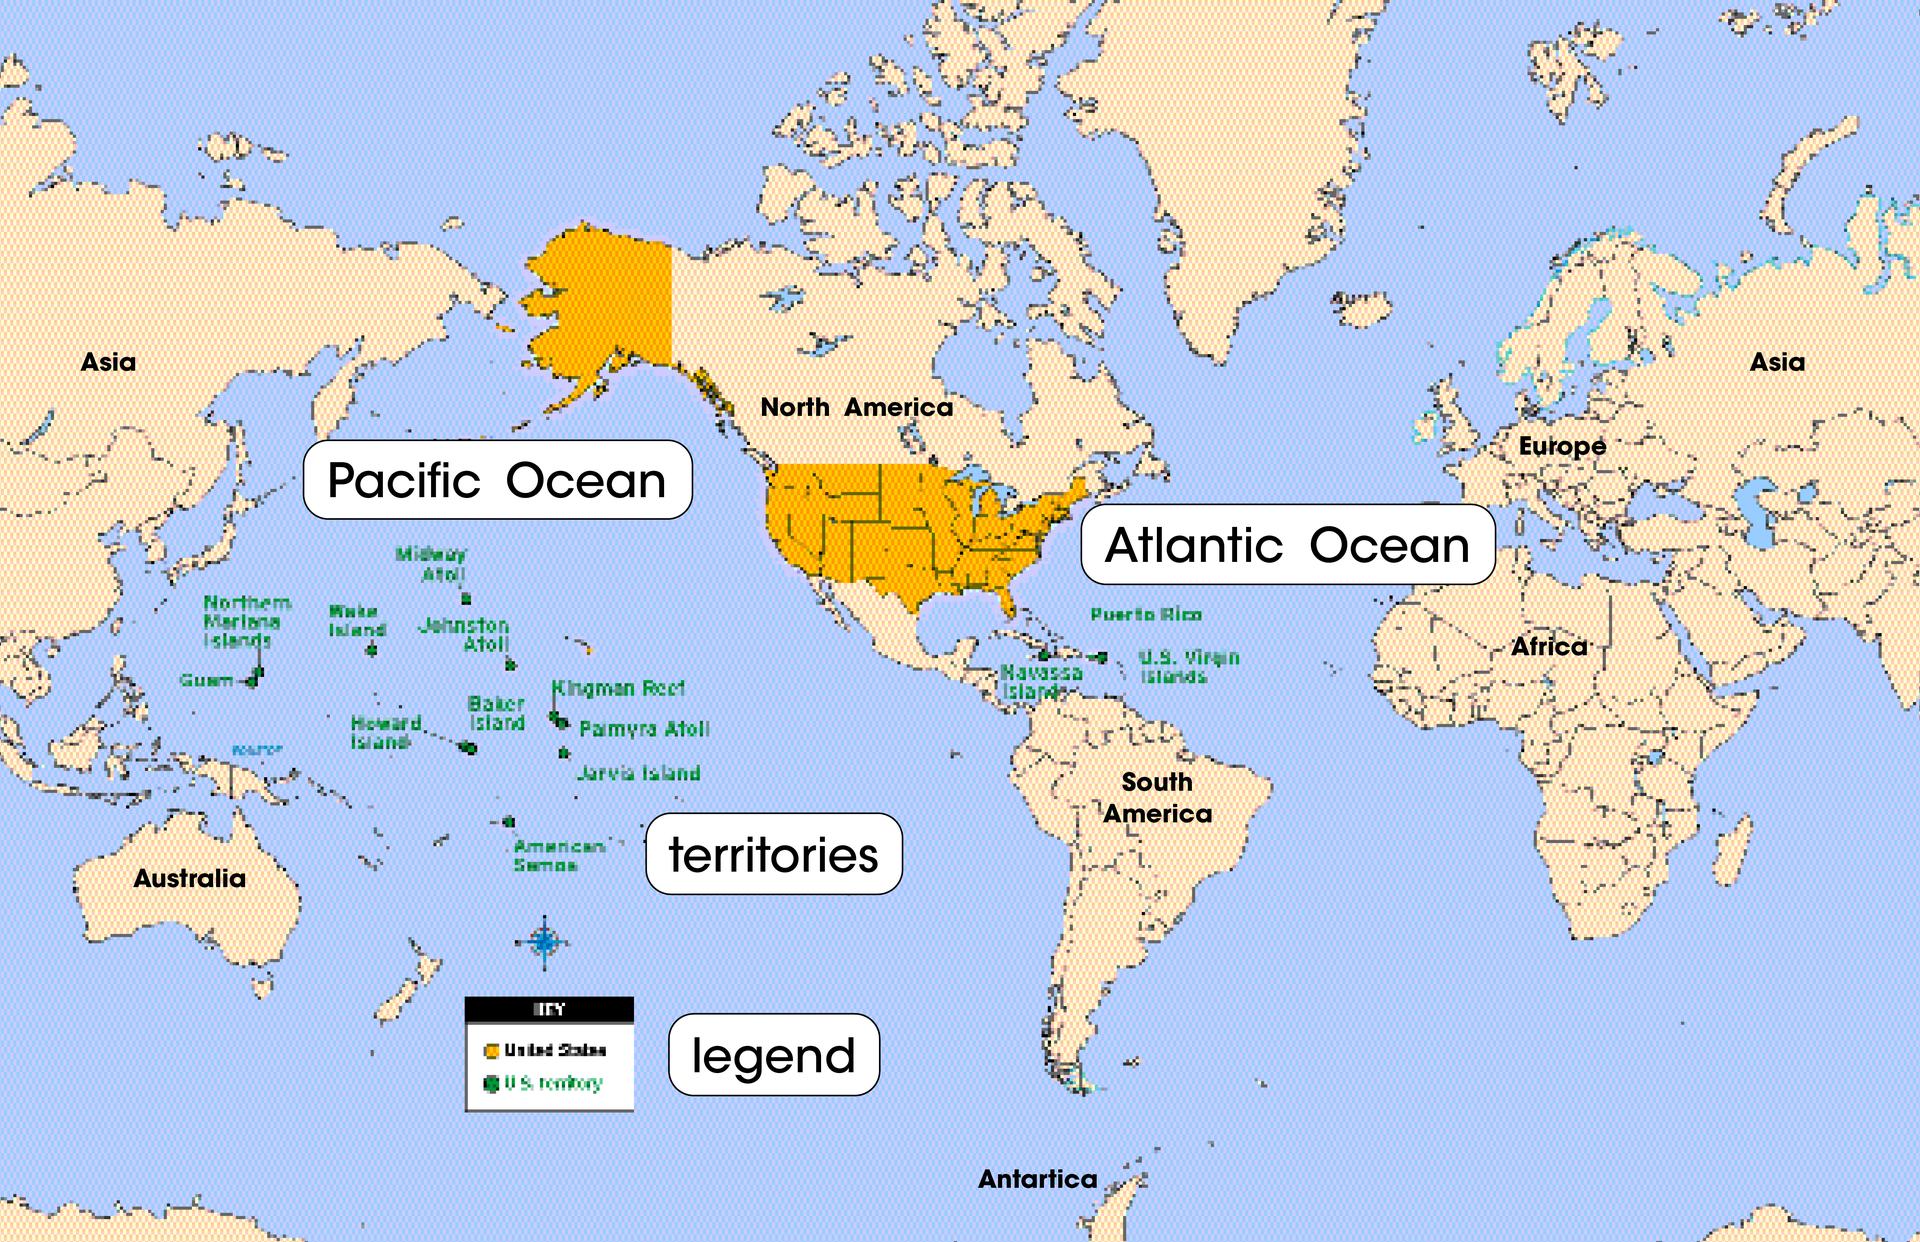 Asia
North America
Asia
Europe
Pacific Ocean
Atlantic Ocean
Midway
Atoll
Northern
Mariana
Islands
Wake
Island
Johnston
Atoll
Puerto Rico
Africa
Navassa
Island
U.S. Virgin
Islands
Guam
Kingman Reef
Baker
Island
Howard
Island
Palmyra Atoll
Jarvis Island
South
America
territories
American
Samoa
Australia
KEY
United States
U.S. territory
legend
Antartica